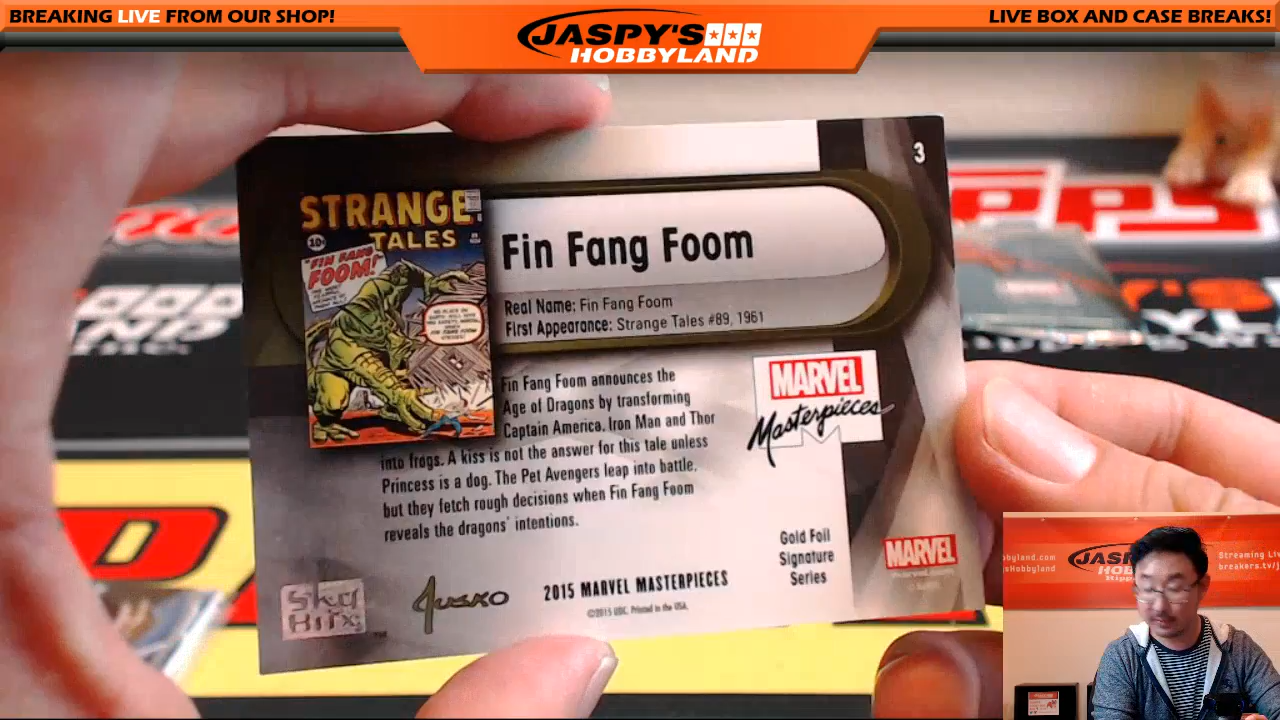 BREAKING LIVE FROM OUR SHOP!
JASPY'S
HOBBYLAND
LIVE BOX AND CASE BREAKS!
3
STRANGE
TALES
10¢
"FIN FANG
FOOM!"
Fin Fang Foom
Real Name: Fin Fang Foom
First Appearance: Strange Tales #89, 1961
Fin Fang Foom announces the
Age of Dragons by transforming
Captain America, Iron Man and Thor
into frogs. A kiss is not the answer for this tale unless
Princess is a dog. The Pet Avengers leap into battle,
but they fetch rough decisions when Fin Fang Foom
reveals the dragons' intentions.
MARVEL
Masterpieces
Gold Foil
Signature
Series
MARVEL
SkyBox
™
Jusko
2015 MARVEL MASTERPIECES
©2015 UDC. Printed in the USA.
Streaming Live
breakers.tv/j